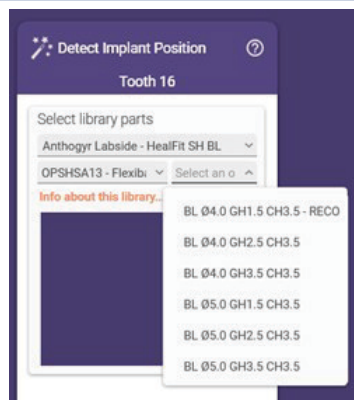 Detect Implant Position
Tooth 16
Select library parts
Anthogyr Labside - HealFit SH BL
OPSHSA13 - Flexiba Select an o
Info about this library...
BL Ø4.0 GH1.5 CH3.5 - RECO
BL Ø4.0 GH2.5 CH3.5
BL Ø4.0 GH3.5 CH3.5
BL Ø5.0 GH1.5 CH3.5
BL Ø5.0 GH2.5 CH3.5
BL Ø5.0 GH3.5 CH3.5